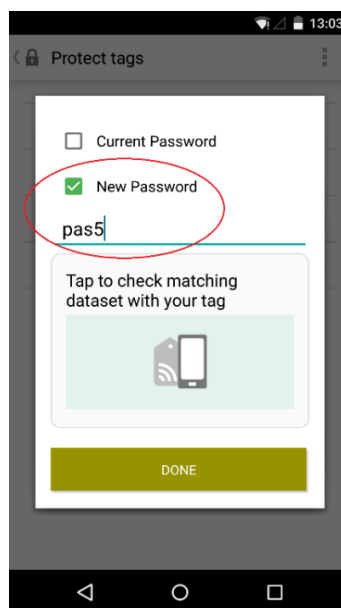 13:03
Protect tags
Current Password
New Password
pas5
Tap to check matching
dataset with your tag
DONE